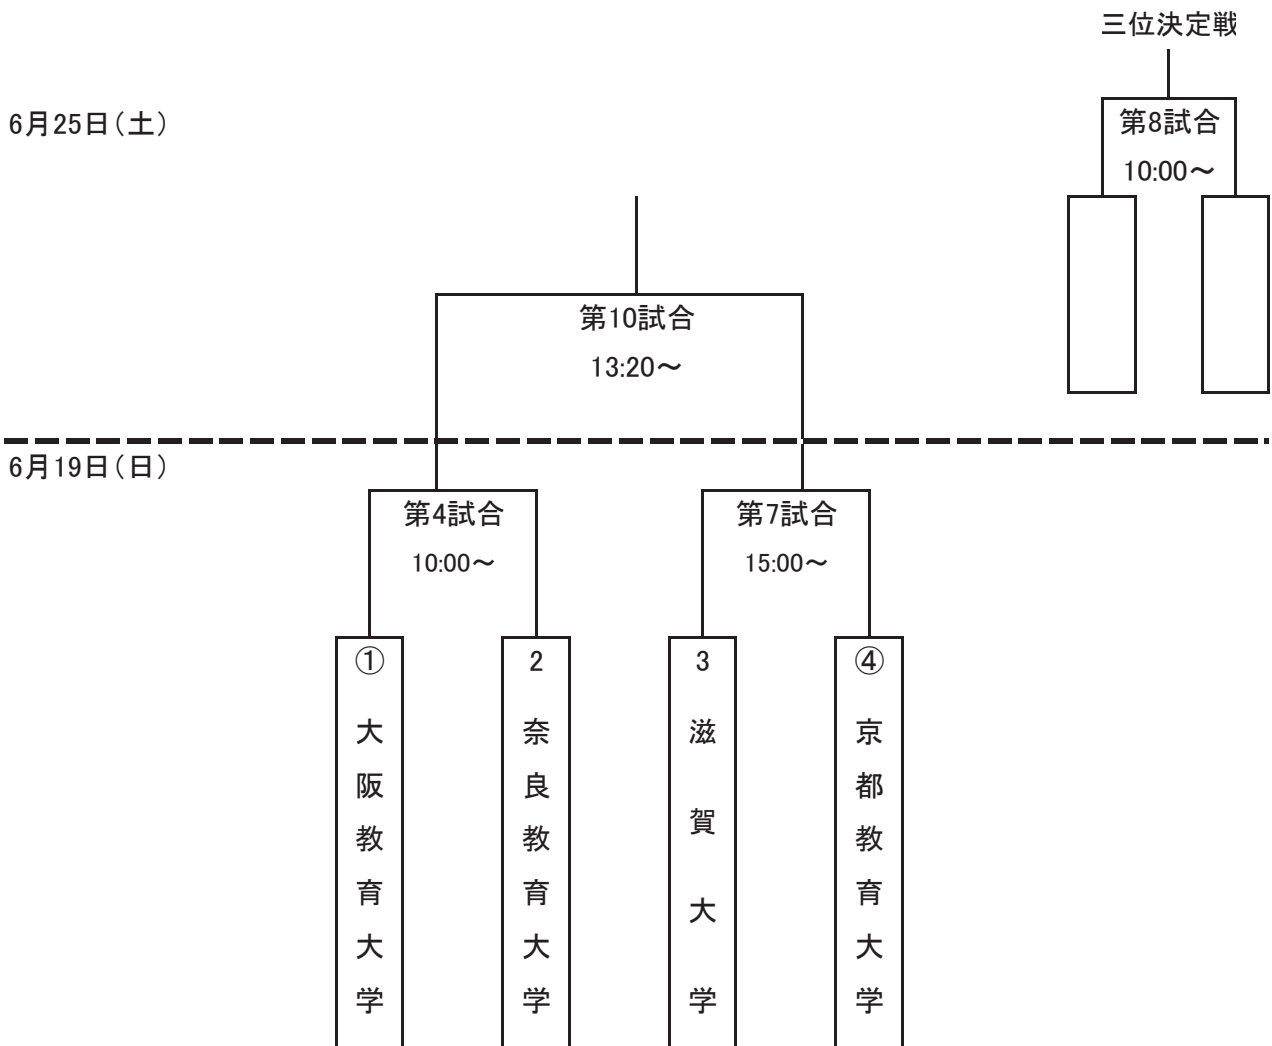 三位決定戦
6月25日（土）
第8試合
10:00～
第10試合
13:20～
6月19日（日）
第4試合
10:00～
第7試合
15:00～
①
大阪教育大学
2
奈良教育大学
3
滋賀大学
④
京都教育大学